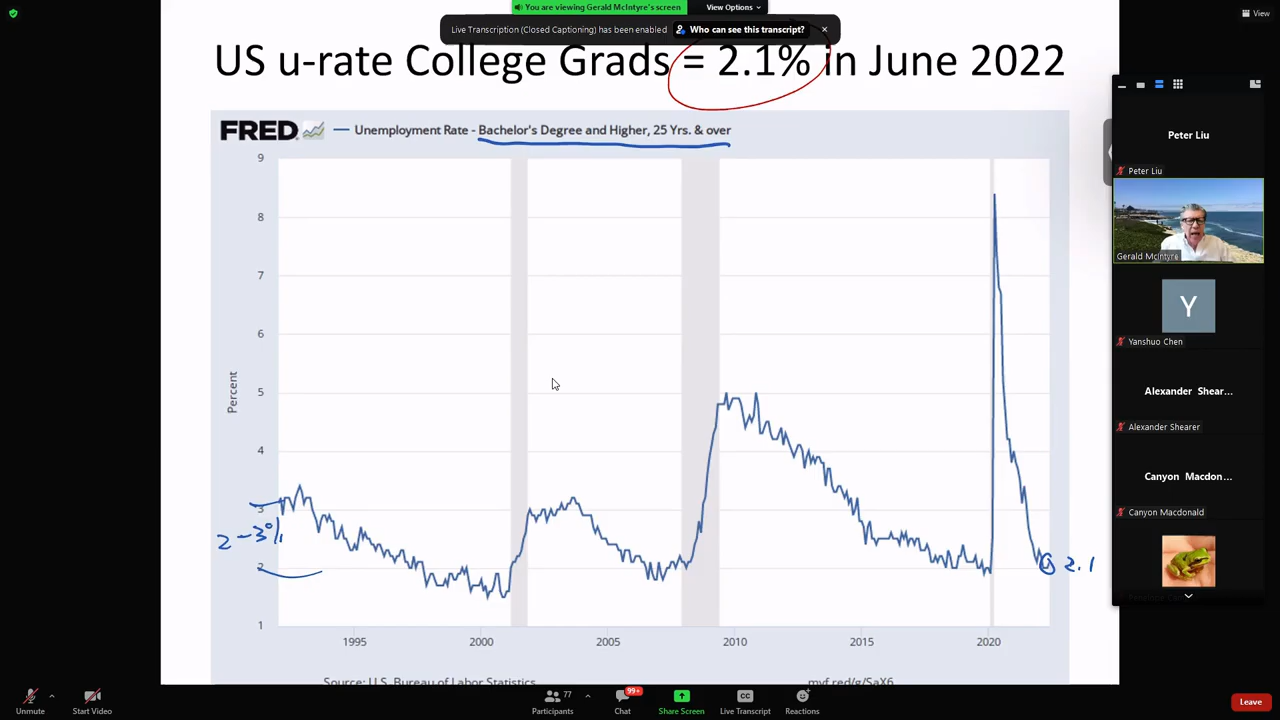 You are viewing Gerald McIntyre's screen
View Options
Live Transcription (Closed Captioning) has been enabled
Who can see this transcript?
View
US u-rate College Grads = 2.1% in June 2022
FRED
Unemployment Rate - Bachelor's Degree and Higher, 25 Yrs. & over
9
8
7
6
5
4
3
2
1
Percent
2-3%
2.1
1995
2000
2005
2010
2015
2020
Source: U.S. Bureau of Labor Statistics
myf.red/g/SaX6
Peter Liu
Peter Liu
Gerald McIntyre
Y
Yanshuo Chen
Alexander Shear...
Alexander Shearer
Canyon Macdon...
Canyon Macdonald
Unmute
Start Video
77
Participants
99+
Chat
Share Screen
CC
Live Transcript
Reactions
Leave